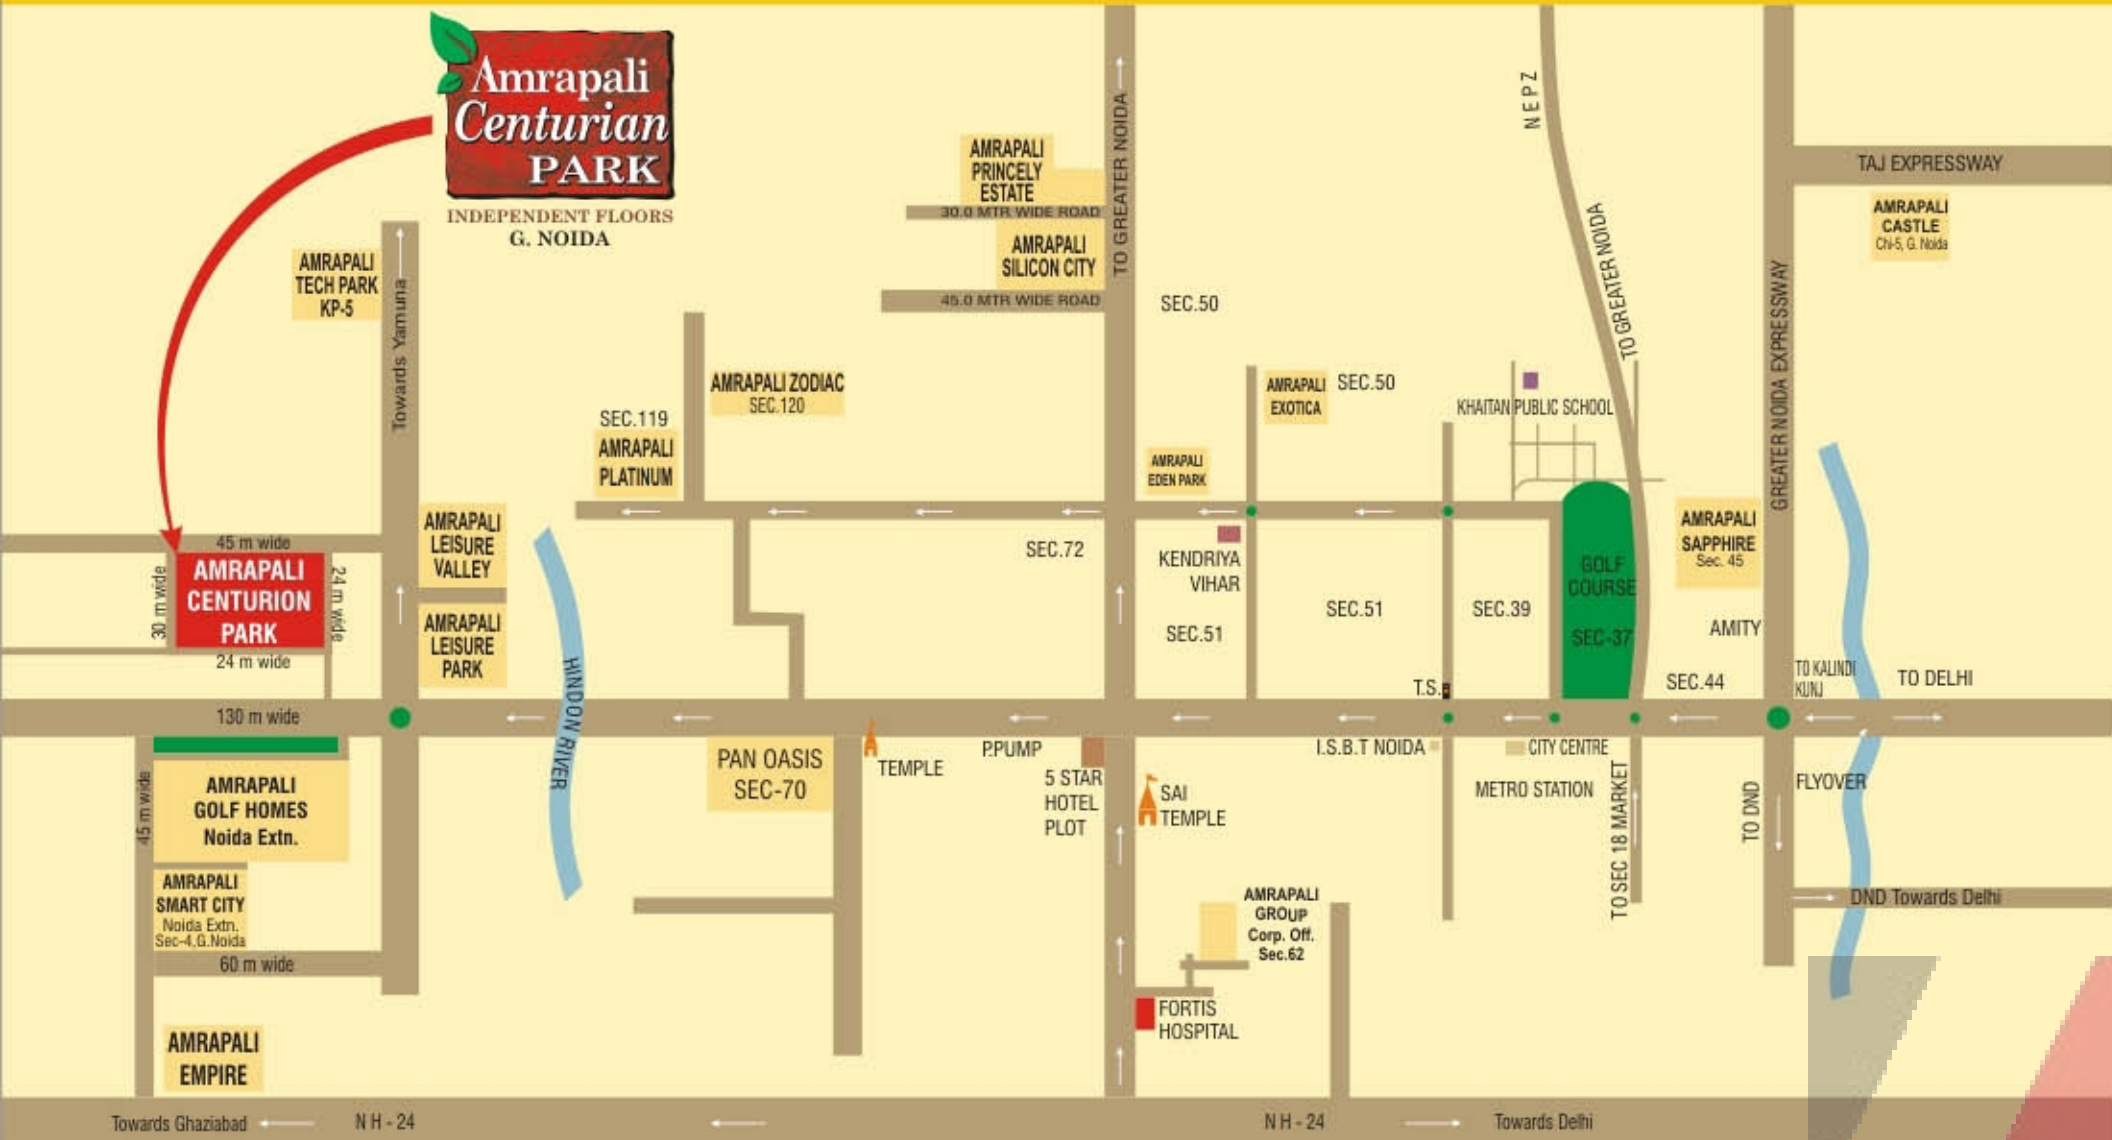 Amrapali
Centurian
PARK
INDEPENDENT FLOORS
G. NOIDA
AMRAPALI
TECH PARK
KP-5
Towards Yamuna
AMRAPALI
PRINCELY
ESTATE
30.0 MTR WIDE ROAD
AMRAPALI
SILICON CITY
45.0 MTR WIDE ROAD
TO GREATER NOIDA
NEPZ
TO GREATER NOIDA
TAJ EXPRESSWAY
AMRAPALI
CASTLE
Chi-5, G. Noida
GREATER NOIDA EXPRESSWAY
SEC.50
AMRAPALI ZODIAC
SEC.120
SEC.119
AMRAPALI
PLATINUM
AMRAPALI
EXOTICA
SEC.50
KHAITAN PUBLIC SCHOOL
AMRAPALI
EDEN PARK
AMRAPALI
LEISURE
VALLEY
AMRAPALI
LEISURE
PARK
45 m wide
30 m wide
AMRAPALI
CENTURION
PARK
24 m wide
24 m wide
130 m wide
HINDON RIVER
SEC.72
KENDRIYA
VIHAR
SEC.51
SEC.51
SEC.39
GOLF
COURSE
SEC-37
AMRAPALI
SAPPHIRE
Sec. 45
AMITY
SEC.44
T.S.
TO KALINDI
KUNJ
TO DELHI
AMRAPALI
GOLF HOMES
Noida Extn.
45 m wide
AMRAPALI
SMART CITY
Noida Extn.
Sec-4,G.Noida
60 m wide
AMRAPALI
EMPIRE
PAN OASIS
SEC-70
TEMPLE
P.PUMP
5 STAR
HOTEL
PLOT
SAI
TEMPLE
I.S.B.T NOIDA
CITY CENTRE
METRO STATION
TO SEC 18 MARKET
TO DND
FLYOVER
DND Towards Delhi
AMRAPALI
GROUP
Corp. Off.
Sec.62
FORTIS
HOSPITAL
Towards Ghaziabad
N H - 24
N H - 24
Towards Delhi